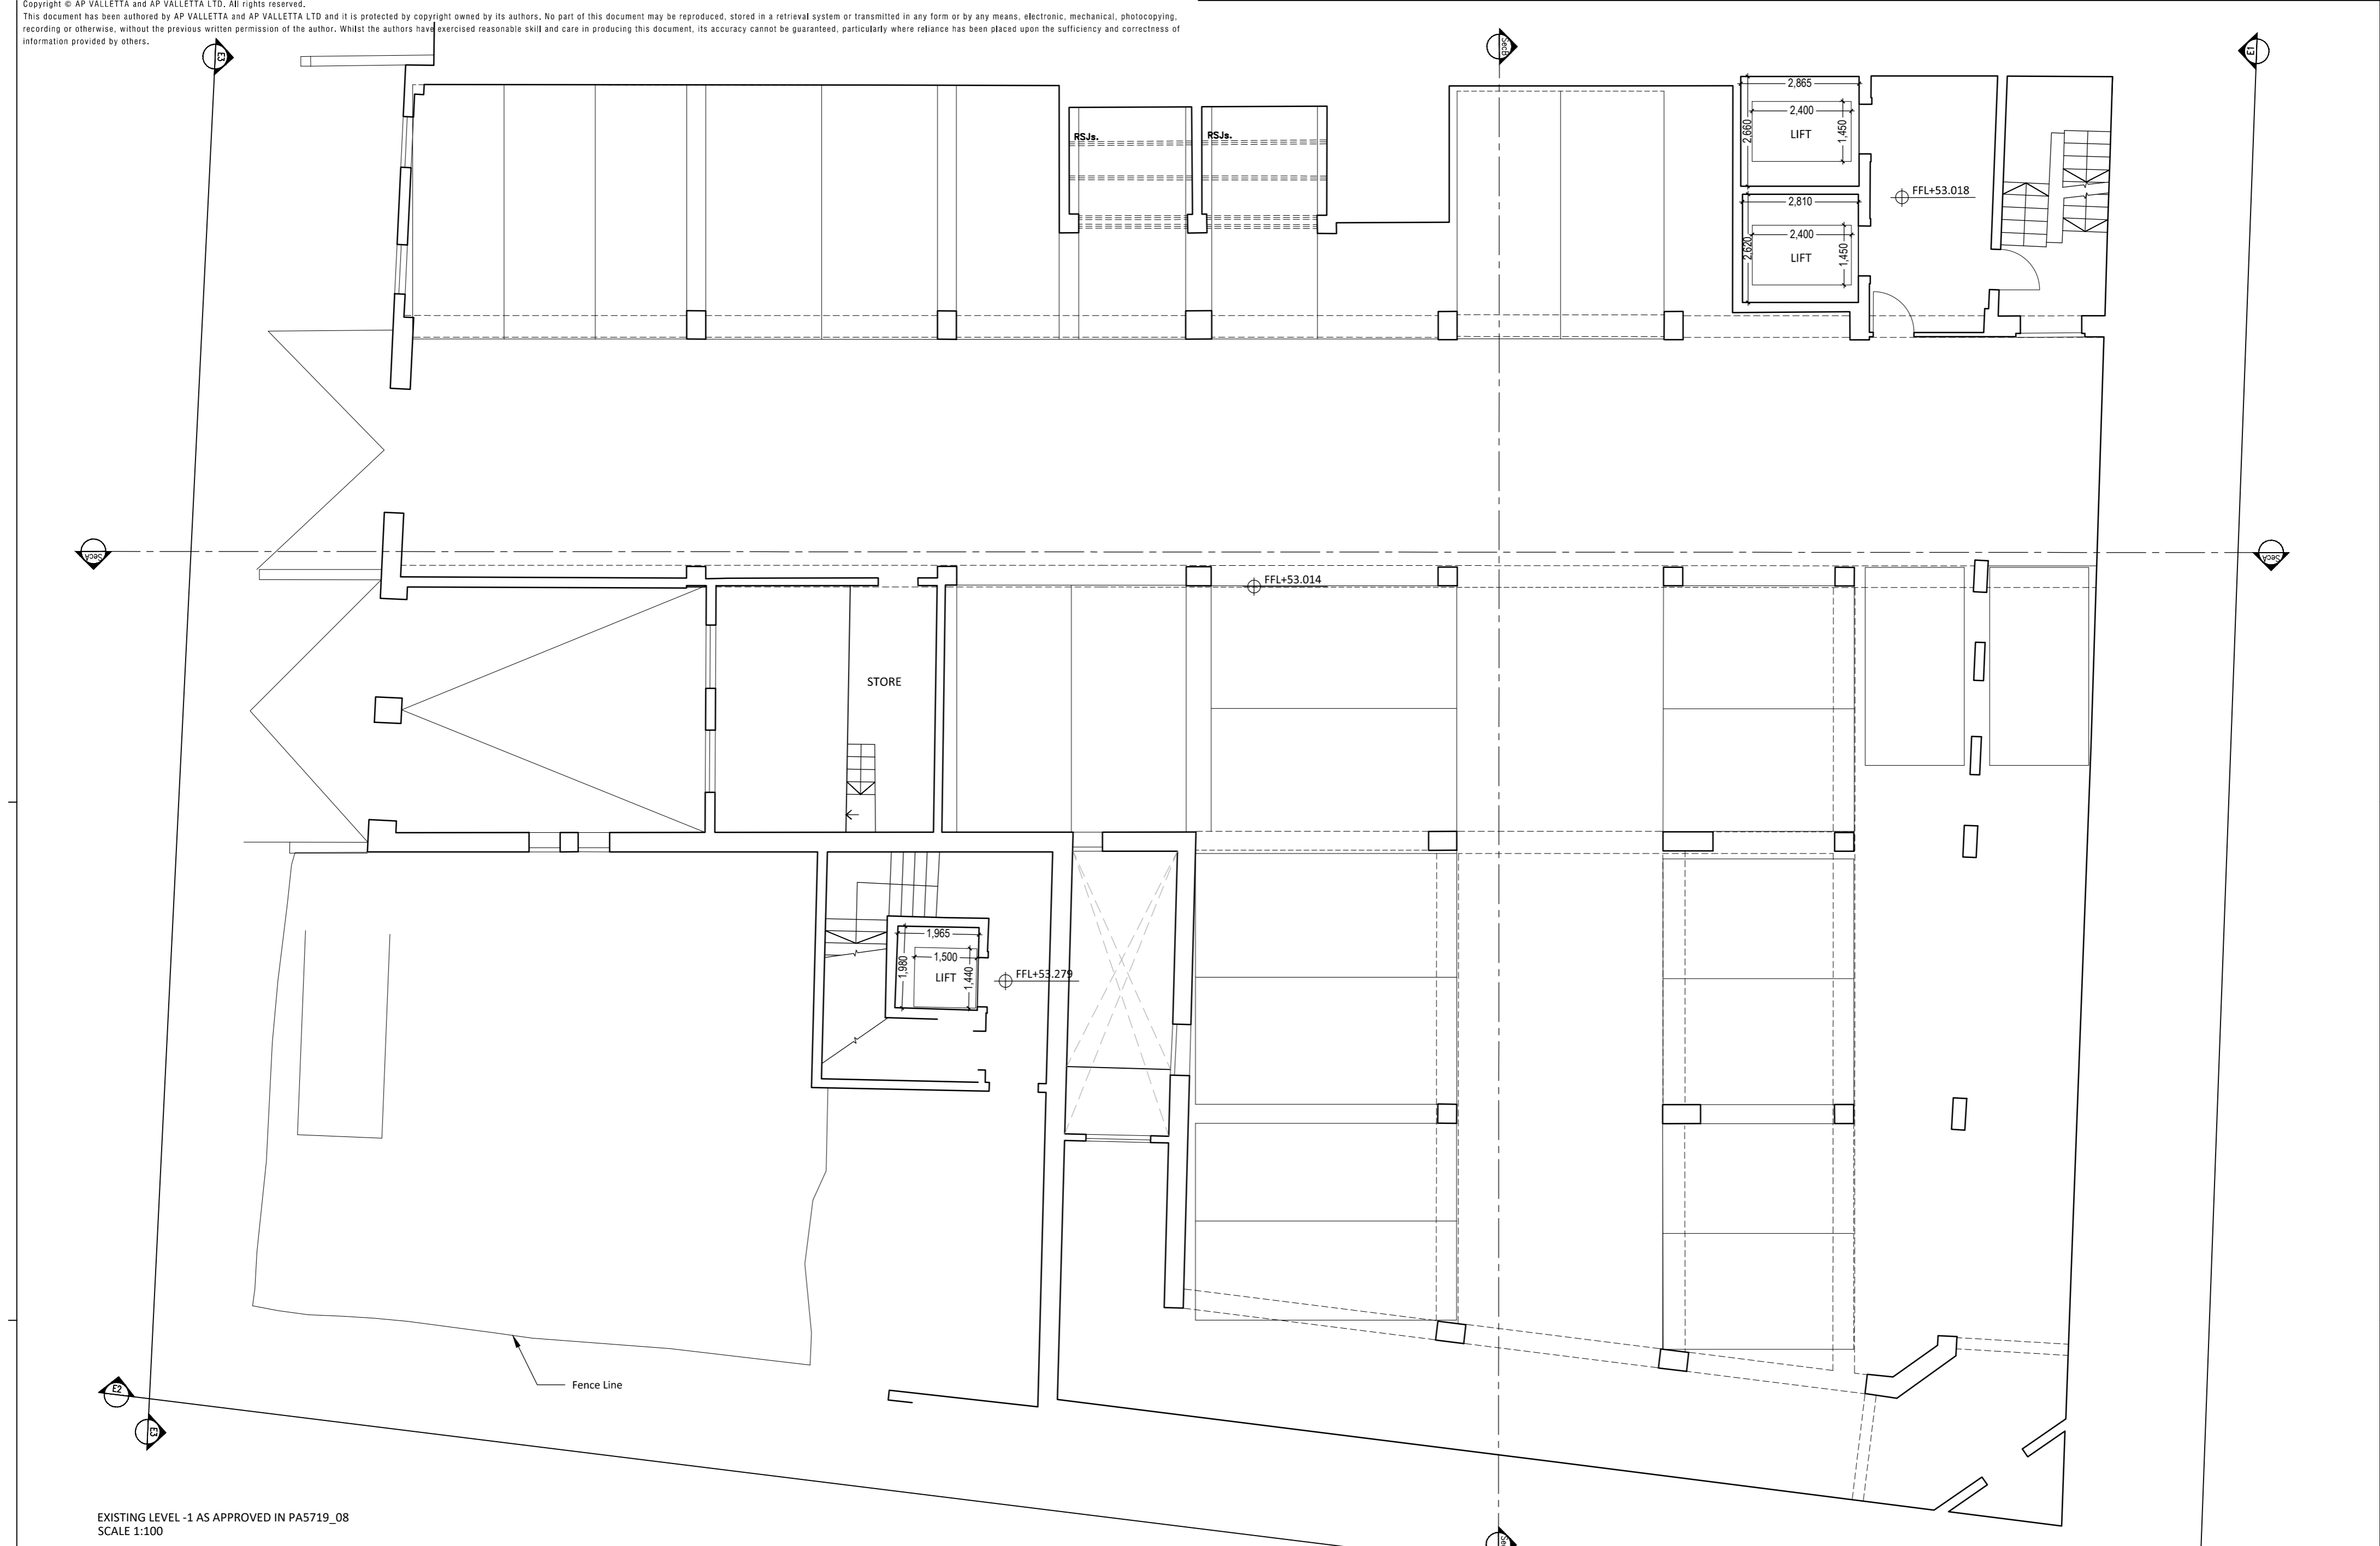 Copyright © AP VALLETTA and AP VALLETTA LTD. All rights reserved.
This document has been authored by AP VALLETTA and AP VALLETTA LTD and it is protected by copyright owned by its authors. No part of this document may be reproduced, stored in a retrieval system or transmitted in any form or by any means, electronic, mechanical, photocopying,
recording or otherwise, without the previous written permission of the author. Whilst the authors have exercised reasonable skill and care in producing this document, its accuracy cannot be guaranteed, particularly where reliance has been placed upon the sufficiency and correctness of
information provided by others.
E3
SecB
E1
2,865
2,400
2,660
1,450
LIFT
RSJs.
RSJs.
FFL+53.018
2,810
2,400
2,620
1,450
LIFT
SecA
SecA
FFL+53.014
STORE
1,965
1,500
1,980
1,440
LIFT
FFL+53.279
Fence Line
E2
E3
EXISTING LEVEL -1 AS APPROVED IN PA5719_08
SCALE 1:100